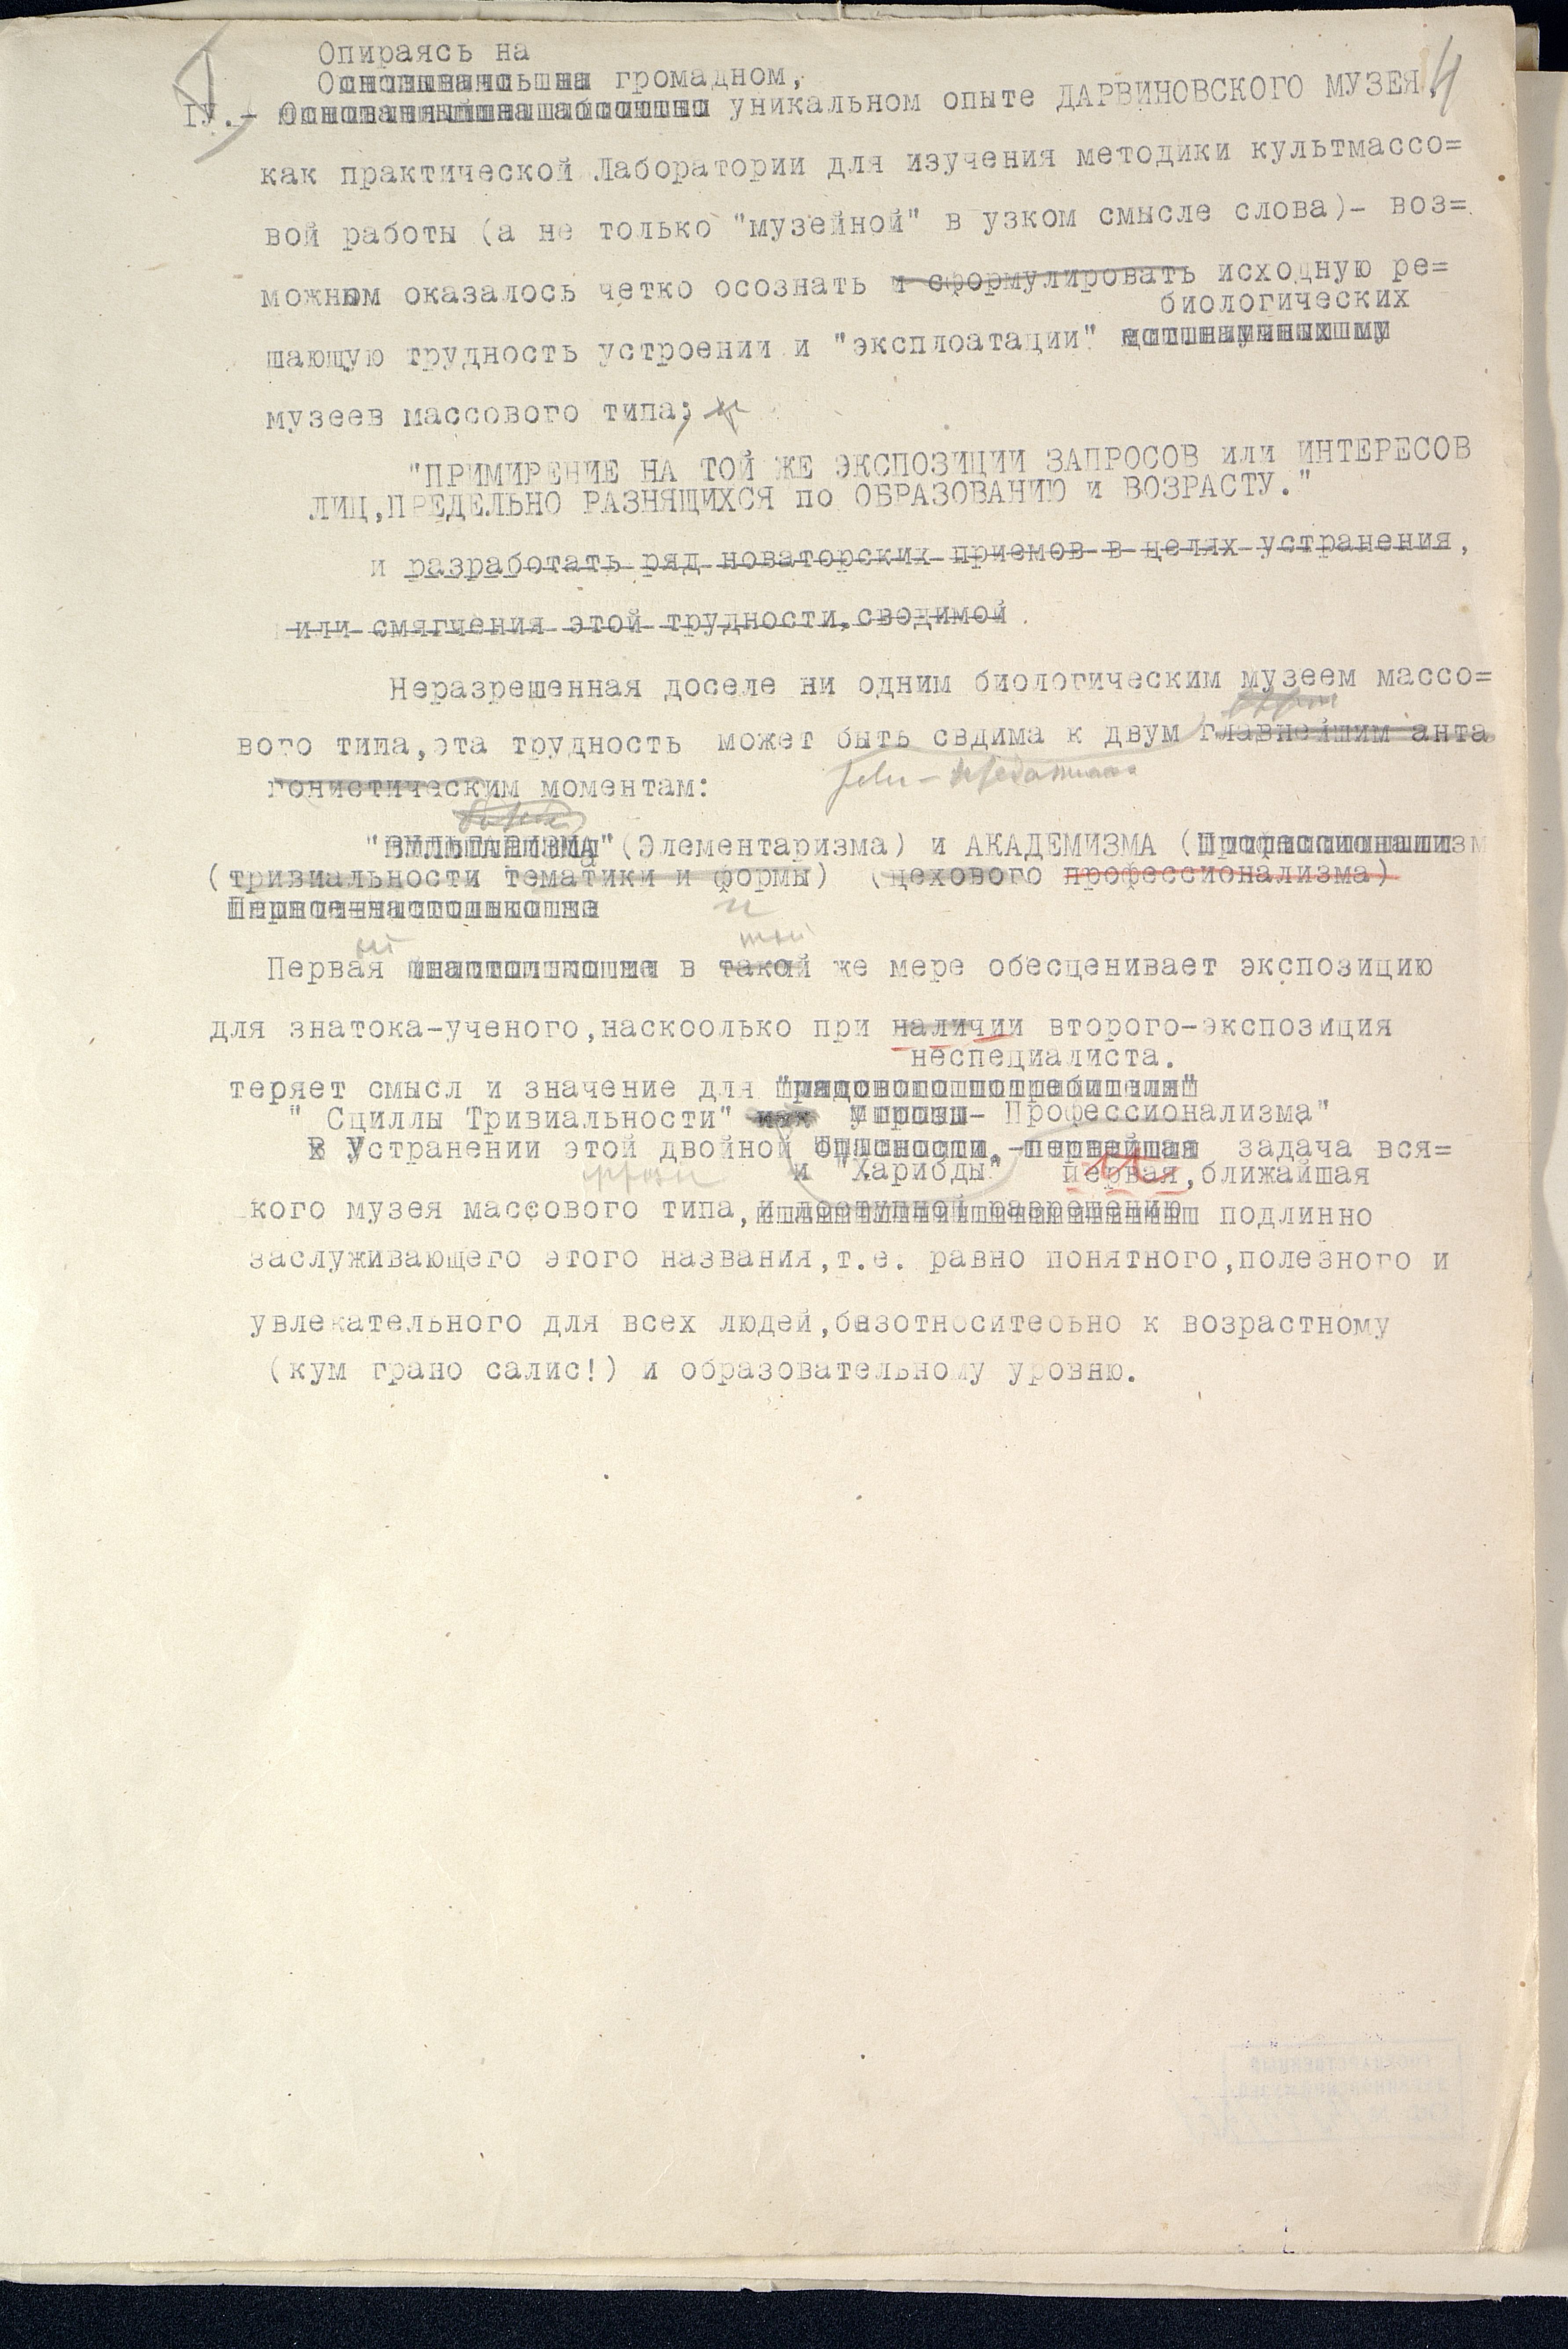 Опираясь на
громадном,
4
IУ.- уникальном опыте ДАРВИНОВСКОГО МУЗЕЯ,
как практической Лаборатории для изучения методики культмассо=
вой работы (а не только "музейной" в узком смысле слова)- воз=
можным оказалось четко осознать и сформулировать исходную ре=
биологических
шающую трудность устроении и "эксплоатации"
музеев массового типа; и
"ПРИМИРЕНИЕ НА ТОЙ ЖЕ ЭКСПОЗИЦИИ ЗАПРОСОВ или ИНТЕРЕСОВ
ЛИЦ,ПРЕДЕЛЬНО РАЗНЯЩИХСЯ по ОБРАЗОВАНИЮ и ВОЗРАСТУ."
и разработать ряд новаторских приемов в целях устранения,
или смягчения этой трудности,сводимой
Неразрешенная доселе ни одним биологическим музеем массо=
вого типа,эта трудность может быть свдима к двум главнейшим анта
гонистическим моментам:
"ВУЛЬГАРИЗМА" (Элементаризма) и АКАДЕМИЗМА (
(тривиальности тематики и формы) (цехового профессионализма)
и
Первая в такой же мере обесценивает экспозицию
той
для знатока-ученого,наскоолько при наличии второго-экспозиция
неспециалиста.
теряет смысл и значение для
" Сциллы Тривиальности" Профессионализма"
Устранении этой двойной задача вся=
и "Харибды" первая,ближайшая
кого музея массового типа, и доступной разрешению подлинно
заслуживающего этого названия,т.е. равно понятного,полезного и
увлекательного для всех людей,безотноситеоьно к возрастному
(кум грано салис!) и образовательному уровню.